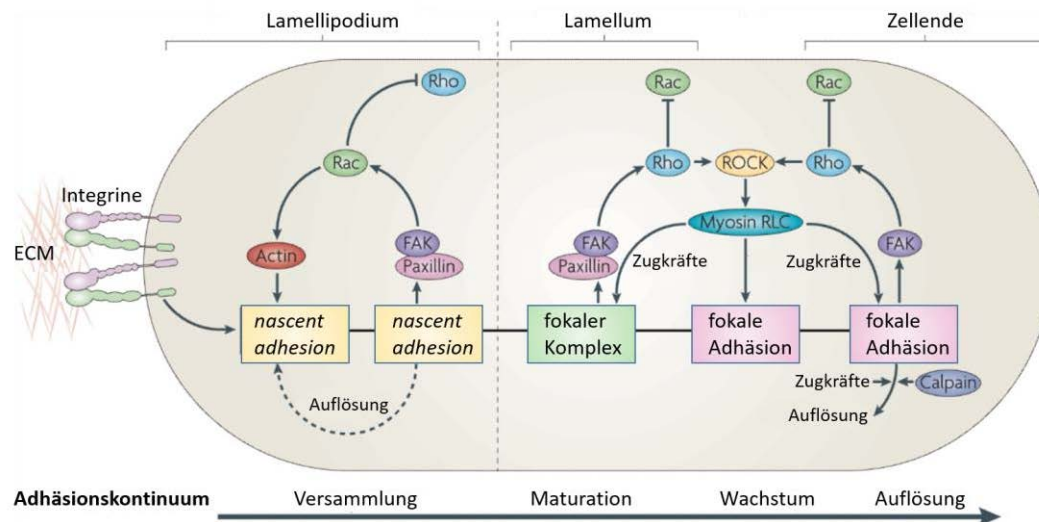 Lamellipodium
Lamellum
Zellende
Rho
Rac
Rac
Rac
Rho
ROCK
Rho
Integrine
ECM
Myosin RLC
Actin
FAK
Paxillin
FAK
Paxillin
Zugkräfte
Zugkräfte
FAK
nascent
adhesion
nascent
adhesion
fokaler
Komplex
fokale
Adhäsion
fokale
Adhäsion
Auflösung
Zugkräfte
Calpain
Auflösung
Adhäsionskontinuum
Versammlung
Maturation
Wachstum
Auflösung